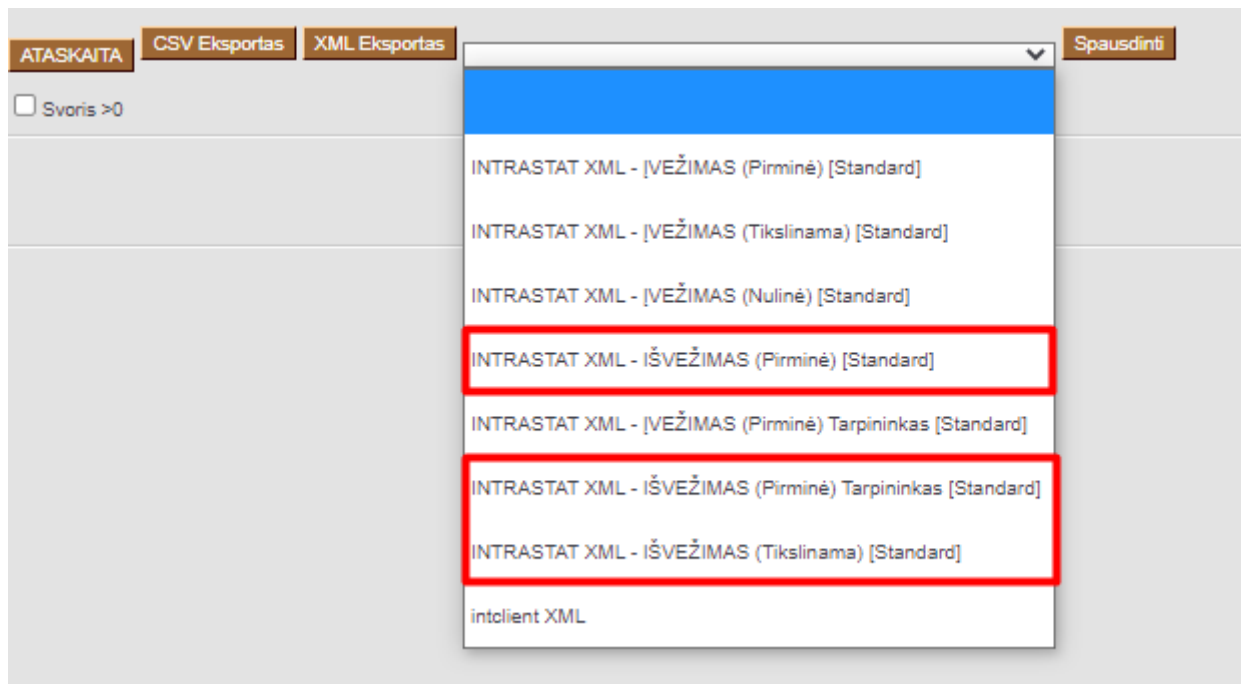 ATASKAITA
CSV Eksportas
XML Eksportas
Spausdinti
Svoris >0
INTRASTAT XML - ĮVEŽIMAS (Pirminė) [Standard]
INTRASTAT XML - ĮVEŽIMAS (Tikslinama) [Standard]
INTRASTAT XML - ĮVEŽIMAS (Nulinė) [Standard]
INTRASTAT XML - IŠVEŽIMAS (Pirminė) [Standard]
INTRASTAT XML - ĮVEŽIMAS (Pirminė) Tarpininkas [Standard]
INTRASTAT XML - IŠVEŽIMAS (Pirminė) Tarpininkas [Standard]
INTRASTAT XML - IŠVEŽIMAS (Tikslinama) [Standard]
intclient XML